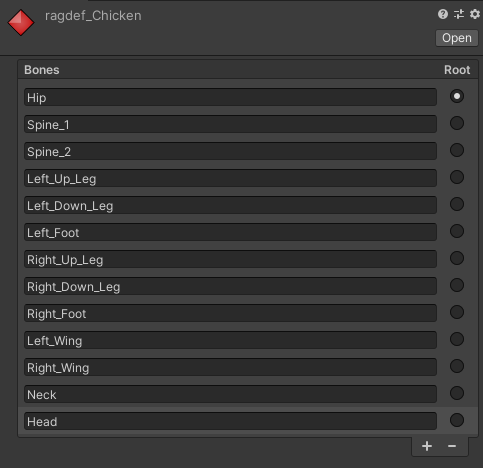 ragdef_Chicken
Open
Bones Root
Hip
Spine_1
Spine_2
Left_Up_Leg
Left_Down_Leg
Left_Foot
Right_Up_Leg
Right_Down_Leg
Right_Foot
Left_Wing
Right_Wing
Neck
Head